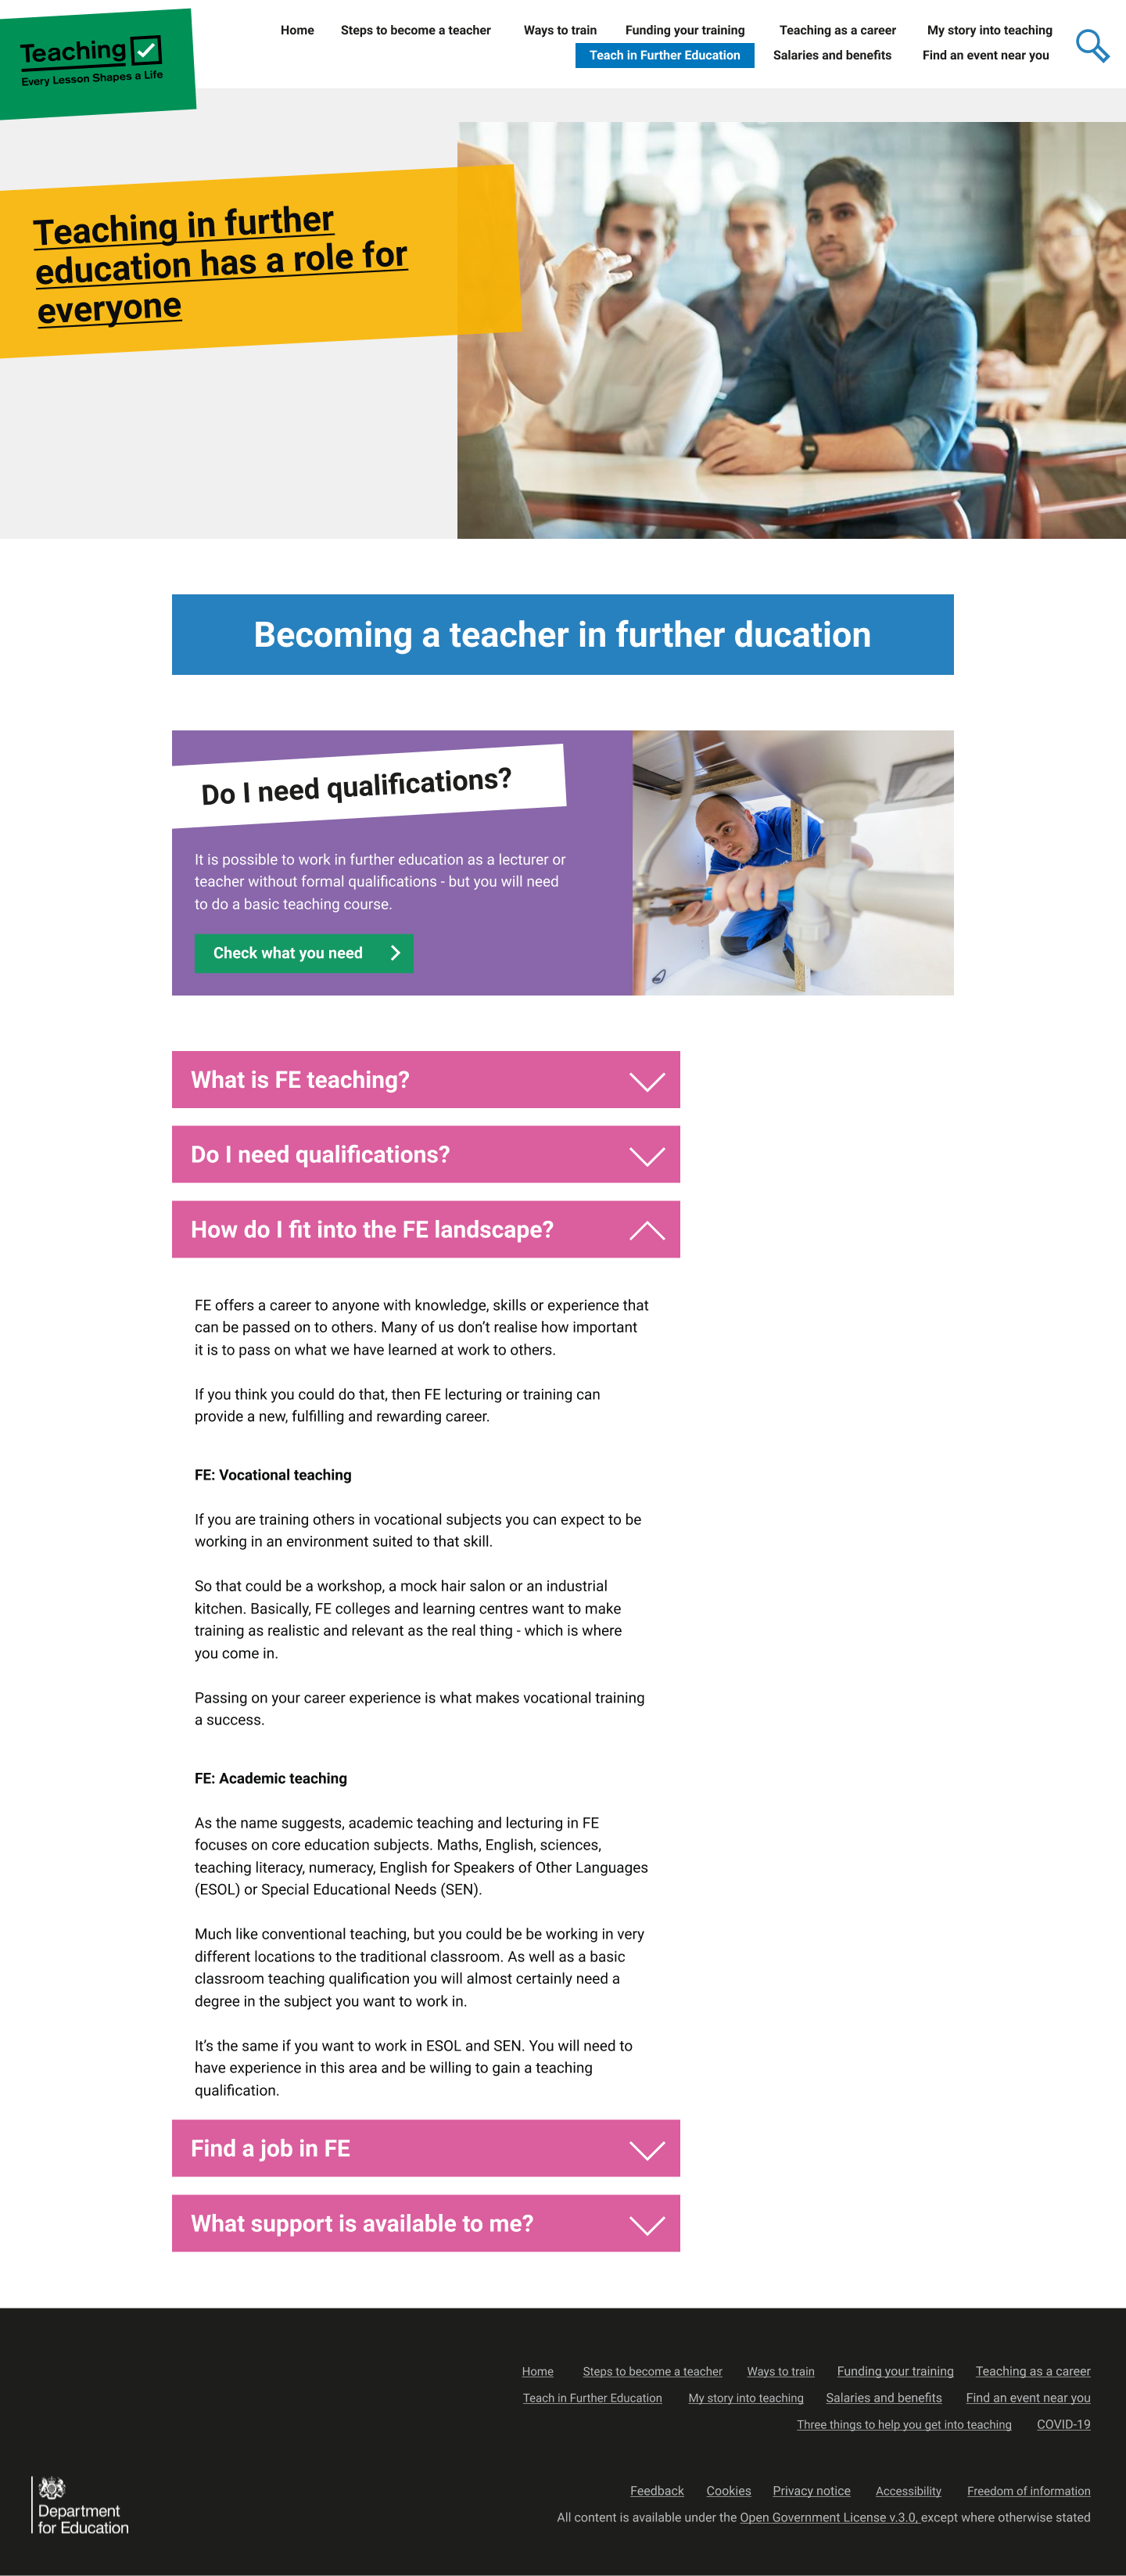 Teaching
Every Lesson Shapes a Life
Home Steps to become a teacher Ways to train Funding your training Teaching as a career My story into teaching
Teach in Further Education Salaries and benefits Find an event near you
Teaching in further
education has a role for
everyone
Becoming a teacher in further ducation
Do I need qualifications?
It is possible to work in further education as a lecturer or
teacher without formal qualifications - but you will need
to do a basic teaching course.
Check what you need
What is FE teaching?
Do I need qualifications?
How do I fit into the FE landscape?
FE offers a career to anyone with knowledge, skills or experience that
can be passed on to others. Many of us don’t realise how important
it is to pass on what we have learned at work to others.
If you think you could do that, then FE lecturing or training can
provide a new, fulfilling and rewarding career.
FE: Vocational teaching
If you are training others in vocational subjects you can expect to be
working in an environment suited to that skill.
So that could be a workshop, a mock hair salon or an industrial
kitchen. Basically, FE colleges and learning centres want to make
training as realistic and relevant as the real thing - which is where
you come in.
Passing on your career experience is what makes vocational training
a success.
FE: Academic teaching
As the name suggests, academic teaching and lecturing in FE
focuses on core education subjects. Maths, English, sciences,
teaching literacy, numeracy, English for Speakers of Other Languages
(ESOL) or Special Educational Needs (SEN).
Much like conventional teaching, but you could be be working in very
different locations to the traditional classroom. As well as a basic
classroom teaching qualification you will almost certainly need a
degree in the subject you want to work in.
It’s the same if you want to work in ESOL and SEN. You will need to
have experience in this area and be willing to gain a teaching
qualification.
Find a job in FE
What support is available to me?
Home Steps to become a teacher Ways to train Funding your training Teaching as a career
Teach in Further Education My story into teaching Salaries and benefits Find an event near you
Three things to help you get into teaching COVID-19
Feedback Cookies Privacy notice Accessibility Freedom of information
All content is available under the Open Government License v.3.0, except where otherwise stated
Department
for Education